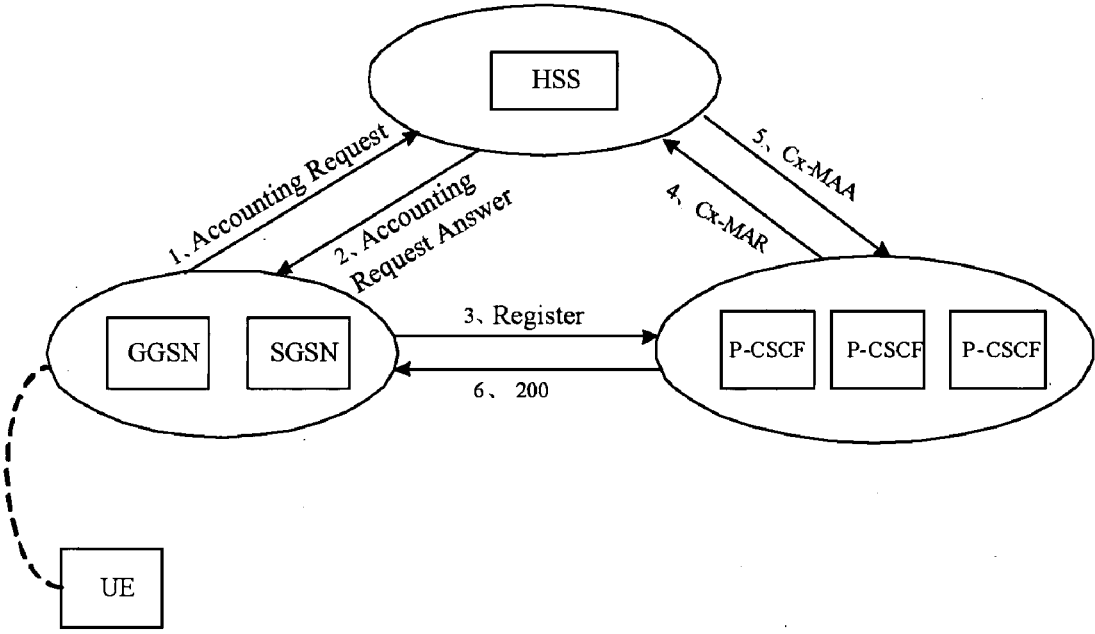 HSS
1、Accounting Request
2、Accounting
Request Answer
5、Cx-MAA
4、Cx-MAR
GGSN
SGSN
3、Register
6、 200
P-CSCF
P-CSCF
P-CSCF
UE